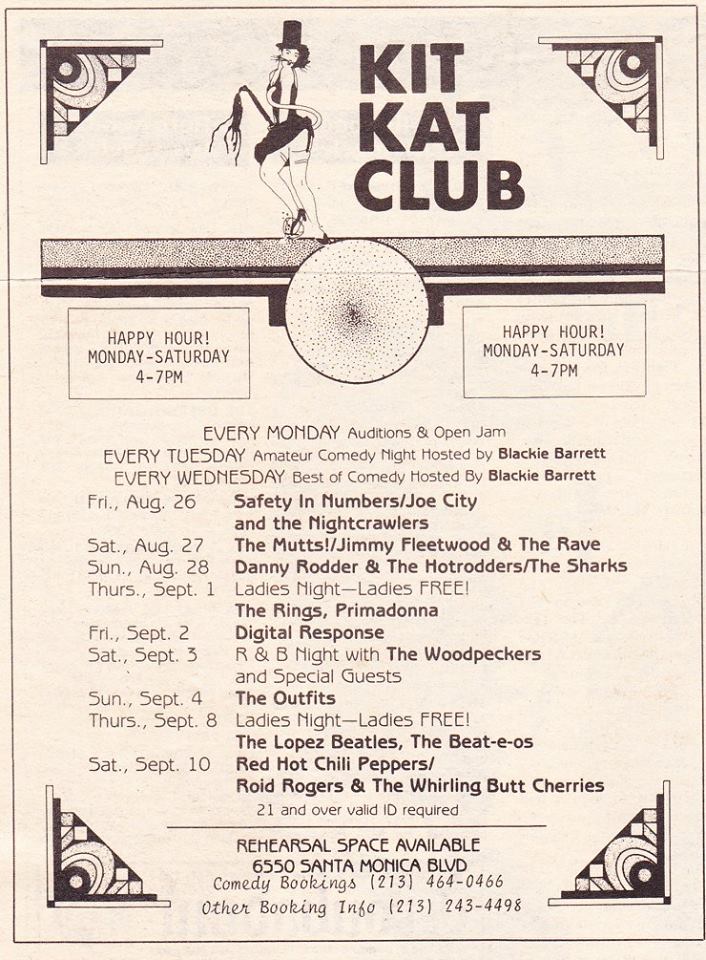 KIT
KAT
CLUB
HAPPY HOUR!
MONDAY-SATURDAY
4-7PM
HAPPY HOUR!
MONDAY-SATURDAY
4-7PM
EVERY MONDAY Auditions & Open Jam
EVERY TUESDAY Amateur Comedy Night Hosted by Blackie Barrett
EVERY WEDNESDAY Best of Comedy Hosted By Blackie Barrett
Fri., Aug. 26 Safety In Numbers/Joe City
and the Nightcrawlers
Sat., Aug. 27 The Mutts!/Jimmy Fleetwood & The Rave
Sun., Aug. 28 Danny Rodder & The Hotrodders/The Sharks
Thurs., Sept. 1 Ladies Night—Ladies FREE!
The Rings, Primadonna
Fri., Sept. 2 Digital Response
Sat., Sept. 3 R & B Night with The Woodpeckers
and Special Guests
Sun., Sept. 4 The Outfits
Thurs., Sept. 8 Ladies Night—Ladies FREE!
The Lopez Beatles, The Beat-e-os
Sat., Sept. 10 Red Hot Chili Peppers/
Roid Rogers & The Whirling Butt Cherries
21 and over valid ID required
REHEARSAL SPACE AVAILABLE
6550 SANTA MONICA BLVD
Comedy Bookings (213) 464-0466
Other Booking Info (213) 243-4498